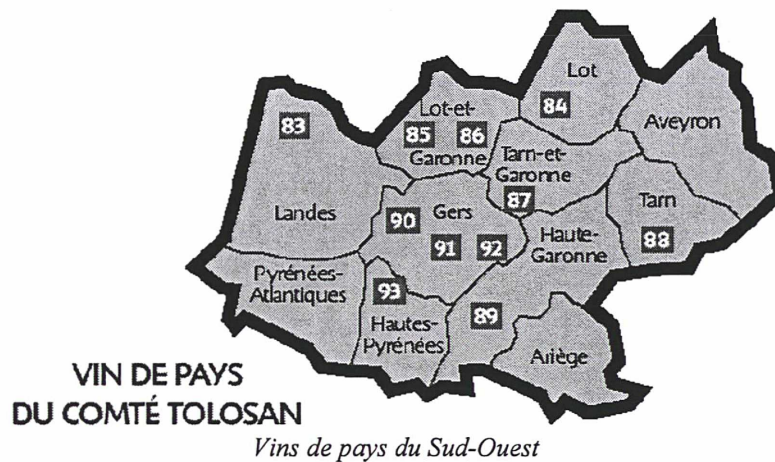 Lot
84
83
Lot-et-
85 86
Garonne
Aveyron
Tarn-et-
Garonne
87
Landes
90
Gers
91 92
Haute-
Garonne
Tarn
88
Pyrénées-
Atlantiques
93
Hautes-
Pyrénées
89
Ariège
VIN DE PAYS
DU COMTÉ TOLOSAN
Vins de pays du Sud-Ouest